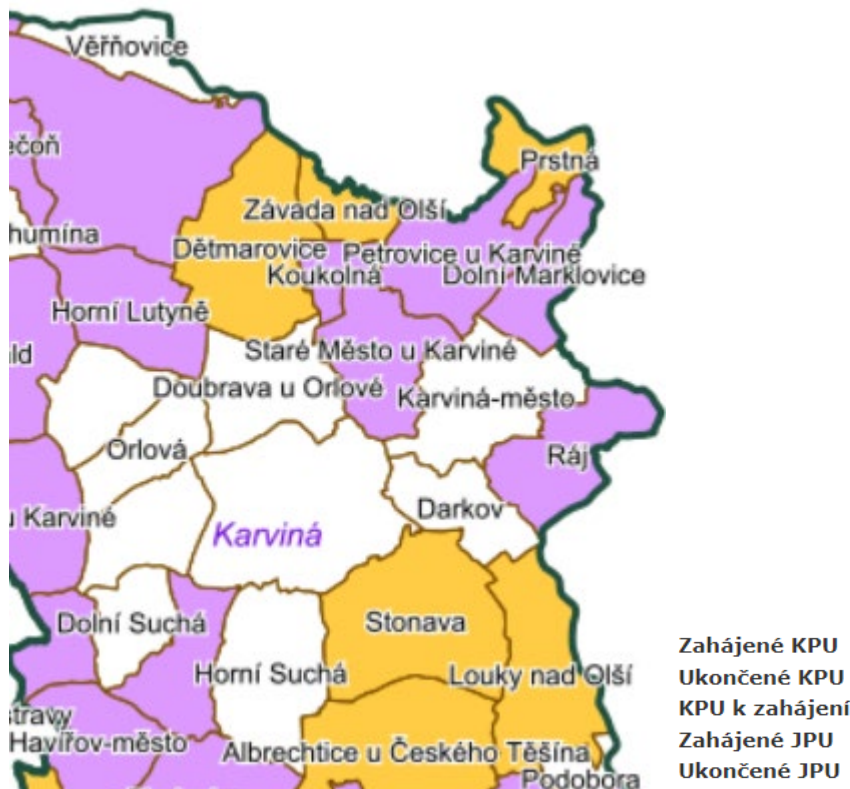 Věřňovice
ečoň
Prstná
Závada nad Olší
humína
Dětmarovice
Petrovice u Karviné
Koukolná
Dolní Marklovice
Horní Lutyně
ld
Staré Město u Karviné
Doubrava u Orlové
Karviná-město
Orlová
Ráj
Darkov
u Karviné
Karviná
Dolní Suchá
Stonava
Horní Suchá
Louky nad Olší
stravy
Havířov-město
Albrechtice u Českého Těšína
Podobora
Zahájené KPU
Ukončené KPU
KPU k zahájení
Zahájené JPU
Ukončené JPU